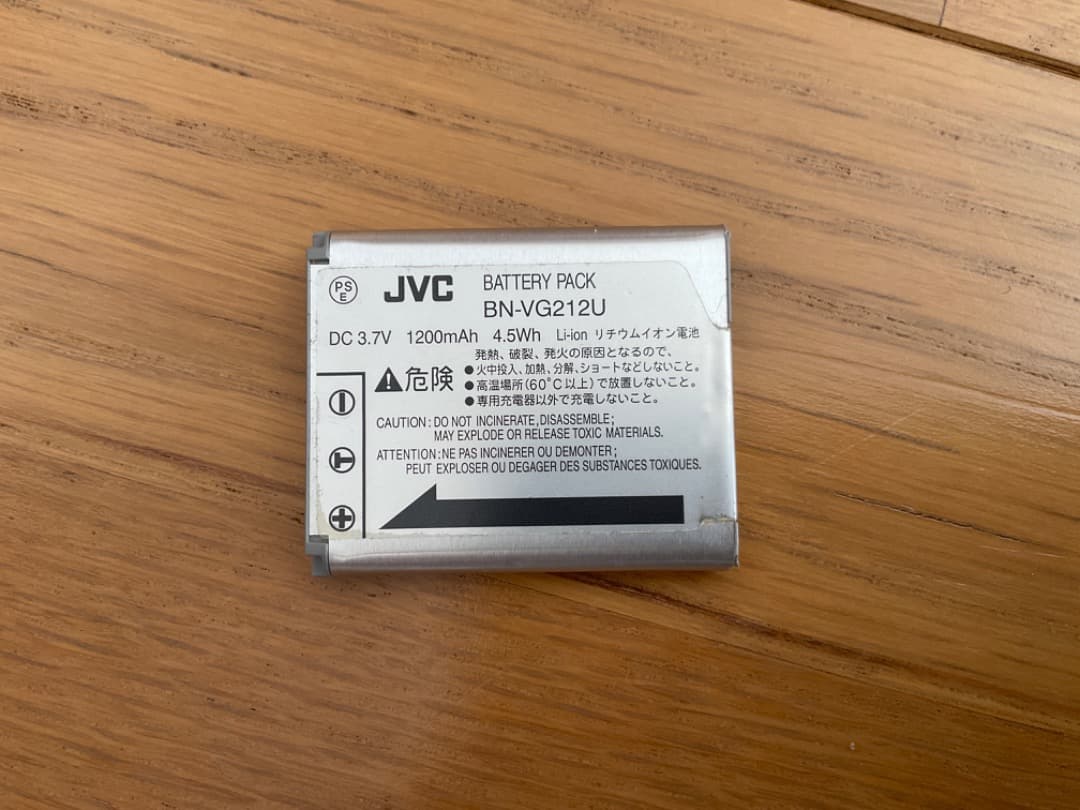 PS
E
JVC
BATTERY PACK
BN-VG212U
DC 3.7V 1200mAh 4.5Wh Li-ion リチウムイオン電池
発熱、破裂、発火の原因となるので、
危険
●火中投入、加熱、分解、ショートなどしないこと。
●高温場所(60℃以上)で放置しないこと。
●専用充電器以外で充電しないこと。
CAUTION : DO NOT INCINERATE, DISASSEMBLE ;
MAY EXPLODE OR RELEASE TOXIC MATERIALS.
ATTENTION : NE PAS INCINERER OU DEMONTER ;
PEUT EXPLOSER OU DEGAGER DES SUBSTANCES TOXIQUES.
−
T
+